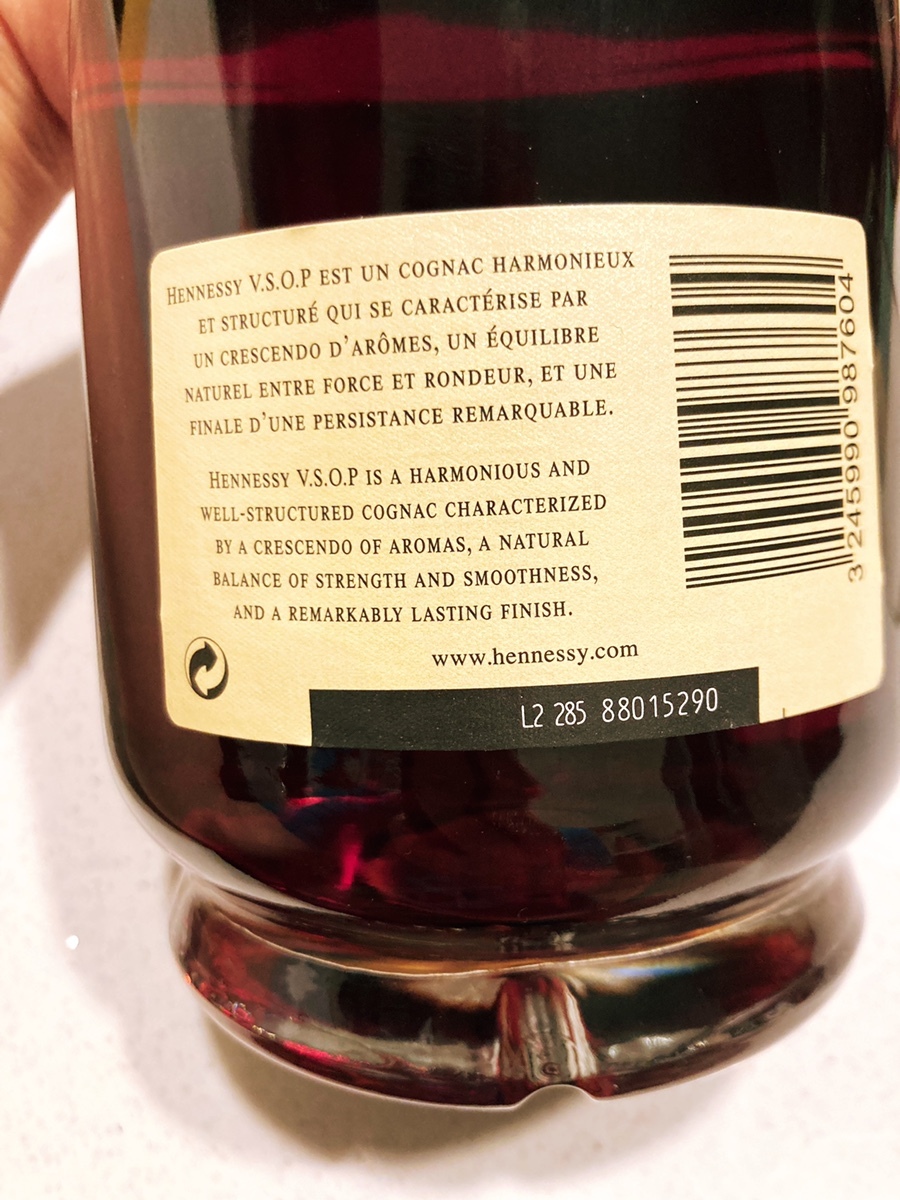 HENNESSY V.S.O.P EST UN COGNAC HARMONIEUX
ET STRUCTURÉ QUI SE CARACTÉRISE PAR
UN CRESCENDO D'ARÔMES, UN ÉQUILIBRE
NATUREL ENTRE FORCE ET RONDEUR, ET UNE
FINALE D'UNE PERSISTANCE REMARQUABLE.
HENNESSY V.S.O.P IS A HARMONIOUS AND
WELL-STRUCTURED COGNAC CHARACTERIZED
BY A CRESCENDO OF AROMAS, A NATURAL
BALANCE OF STRENGTH AND SMOOTHNESS,
AND A REMARKABLY LASTING FINISH.
www.hennessy.com
L2 285 88015290
3 245990 987604